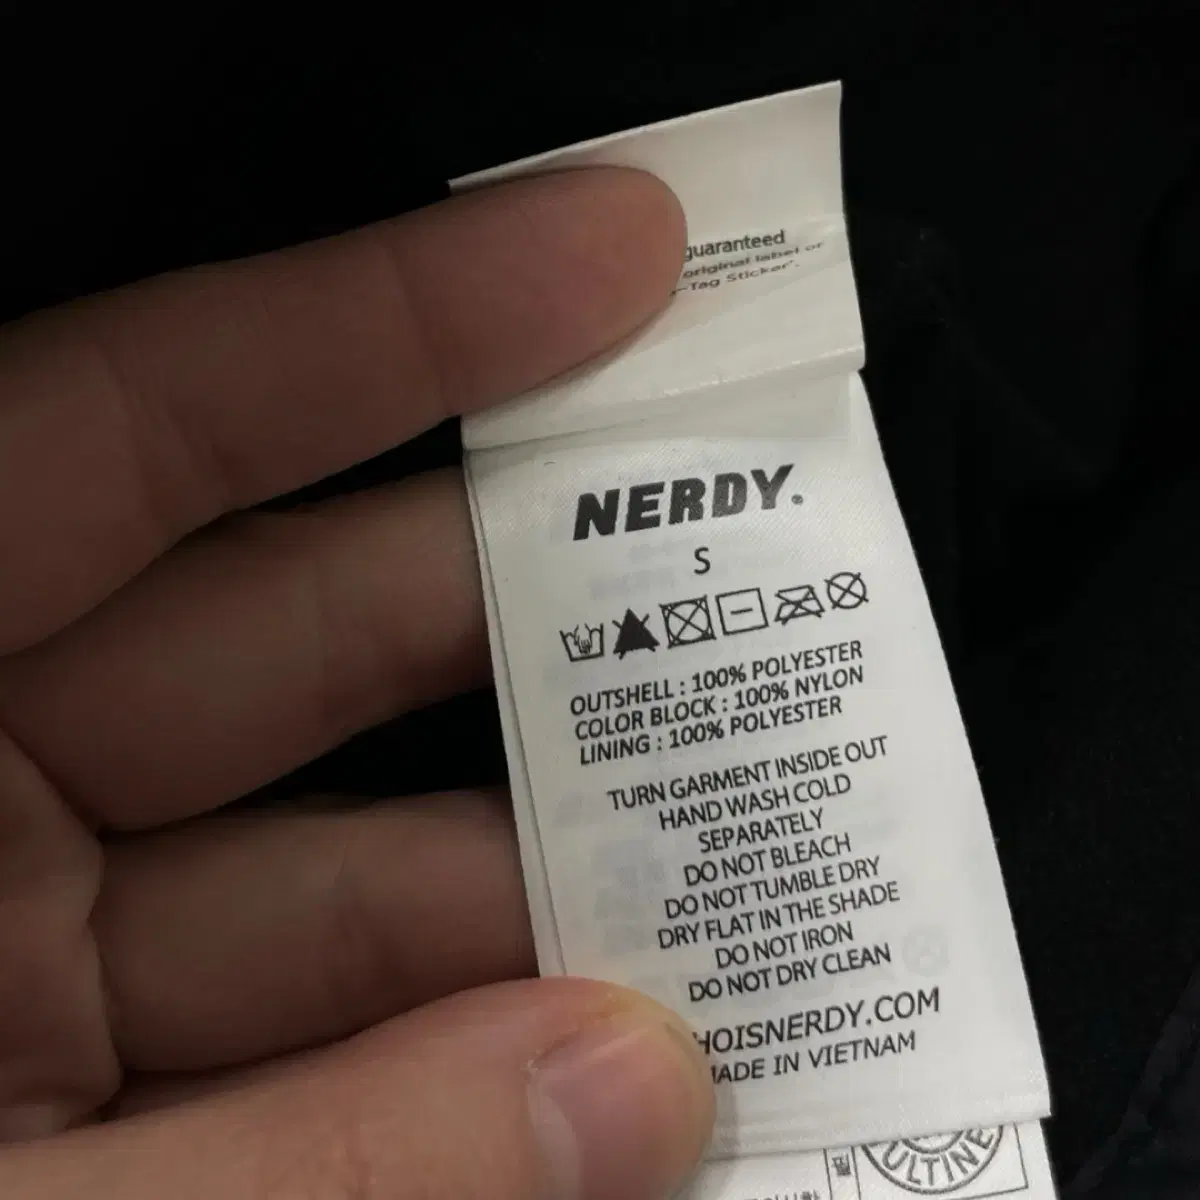 guaranteed
original label or
-Tag Sticker".
NERDY.
S
OUTSHELL : 100% POLYESTER
COLOR BLOCK : 100% NYLON
LINING : 100% POLYESTER
TURN GARMENT INSIDE OUT
HAND WASH COLD
SEPARATELY
DO NOT BLEACH
DO NOT TUMBLE DRY
DRY FLAT IN THE SHADE
DO NOT IRON
DO NOT DRY CLEAN
HOISNERDY.COM
MADE IN VIETNAM
ULTINE